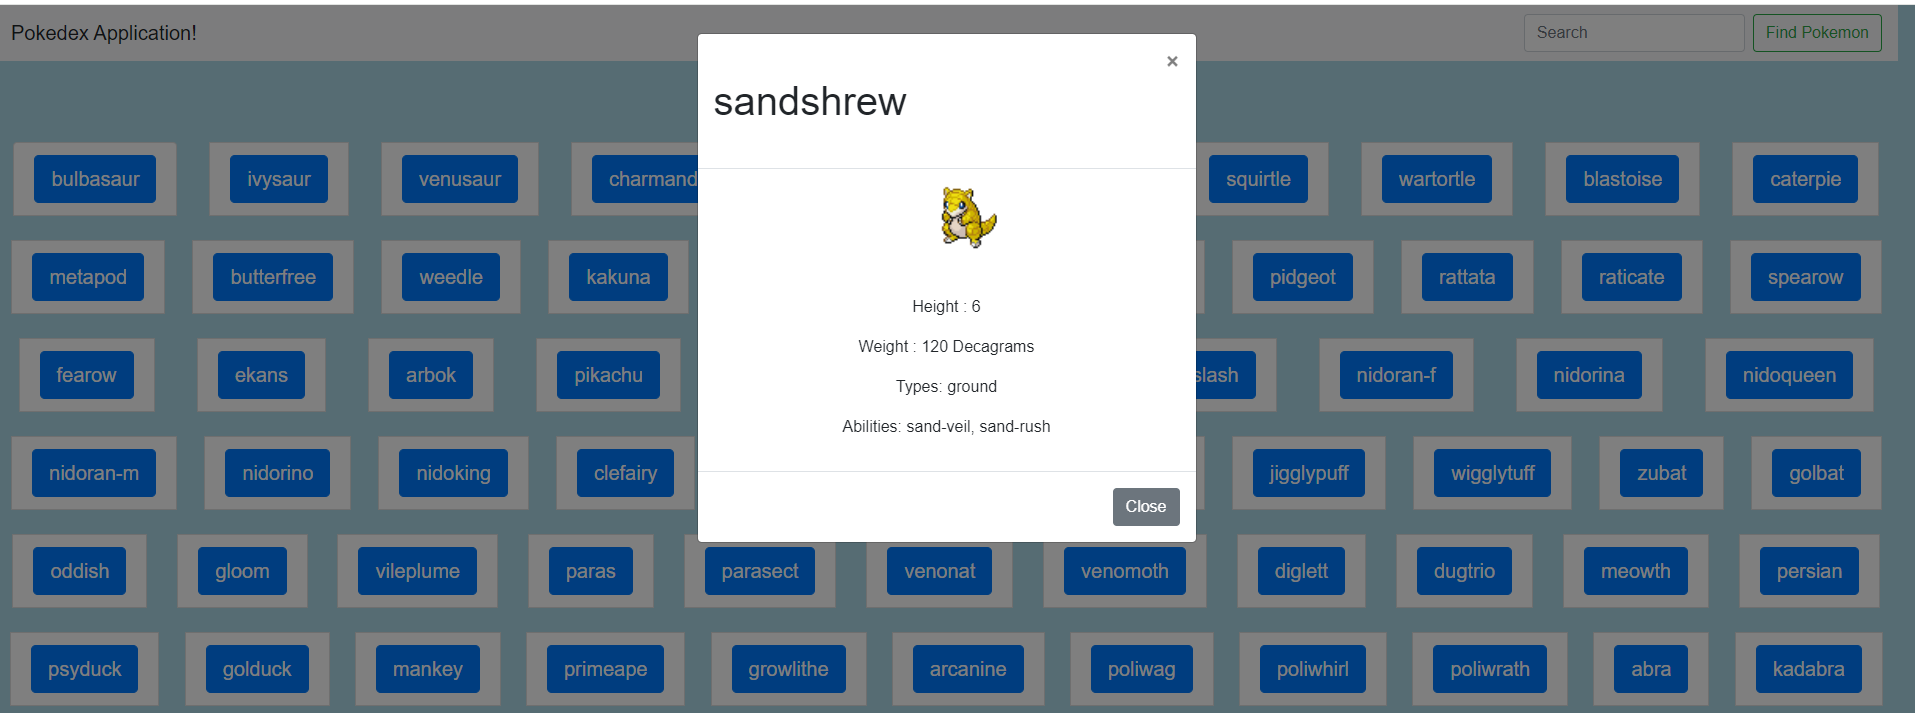 Pokedex Application!
Search
Find Pokemon
×
sandshrew
bulbasaur ivysaur venusaur charmand squirtle wartortle blastoise caterpie
metapod butterfree weedle kakuna pidgeot rattata raticate spearow
Height : 6
Weight : 120 Decagrams
fearow ekans arbok pikachu slash nidoran-f nidorina nidoqueen
Types: ground
Abilities: sand-veil, sand-rush
nidoran-m nidorino nidoking clefairy jigglypuff wigglytuff zubat golbat
Close
oddish gloom vileplume paras parasect venonat venomoth diglett dugtrio meowth persian
psyduck golduck mankey primeape growlithe arcanine poliwag poliwhirl poliwrath abra kadabra